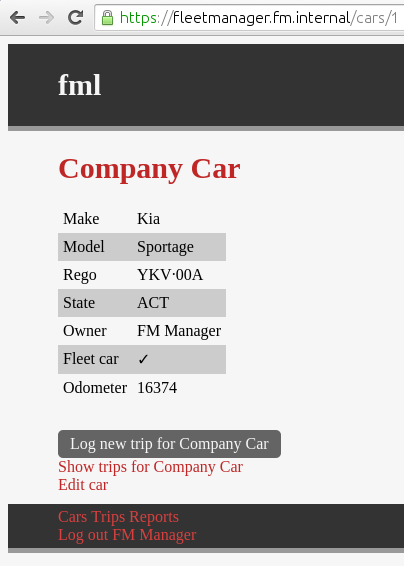 https://fleetmanager.fm.internal/cars/1
fml
Company Car
Make Kia
Model Sportage
Rego YKV·00A
State ACT
Owner FM Manager
Fleet car ✓
Odometer 16374
Log new trip for Company Car
Show trips for Company Car
Edit car
Cars Trips Reports
Log out FM Manager